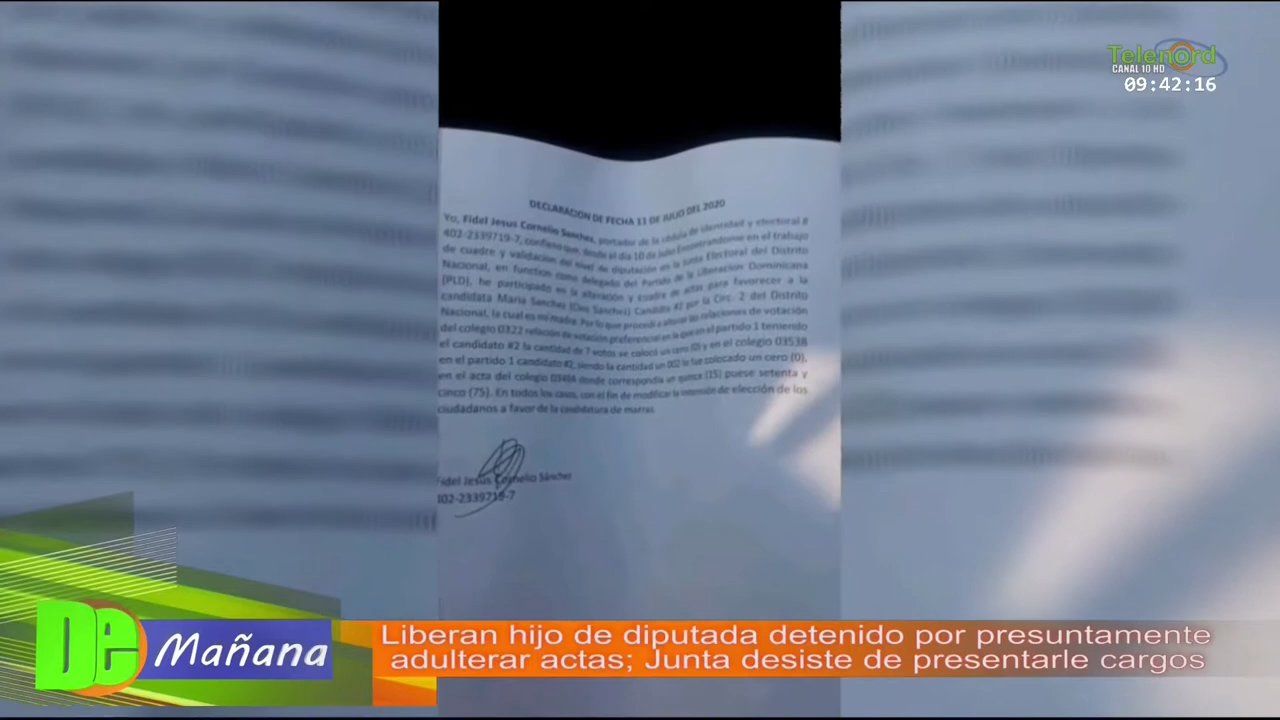 Telenord
CANAL 10 HD
09:42:16
DECLARACION DE FECHA 11 DE JULIO DEL 2020
Yo, Fidel Jesus Cornelio Sanchez, portador de la cédula de identidad y electoral #
402-2339719-7, confieso que, desde el día 10 de Julio Encontrandome en el trabajo
de cuadre y validacion del nivel de diputación en la Junta Electoral del Distrito
Nacional, en function como delegado del Partido de la Liberacion Dominicana
(PLD), he participado en la alteración y cuadre de actas para favorecer a la
candidata Maria Sanchez (Ciro Sanchez) Candidata #2 por la Circ. 2 del Distrito
Nacional, la cual es mi madre. Por lo que procedi a alterar las relaciones de votación
del colegio 0322 relación de votación preferencial en la que en el partido 1 teniendo
el candidato #2 la cantidad de 7 votos se colocó un cero (0) y en el colegio 0353A
en el partido 1 candidato #2, siendo la cantidad un 002 le fue colocado un cero (0),
en el acta del colegio 0349A donde correspondía un quince (15) puese setenta y
cinco (75). En todos los casos, con el fin de modificar la intensión de elección de los
ciudadanos a favor de la candidatura de marras
Fidel Jesús Cornelio Sánchez
402-2339719-7
De Mañana
Liberan hijo de diputada detenido por presuntamente
adulterar actas; Junta desiste de presentarle cargos